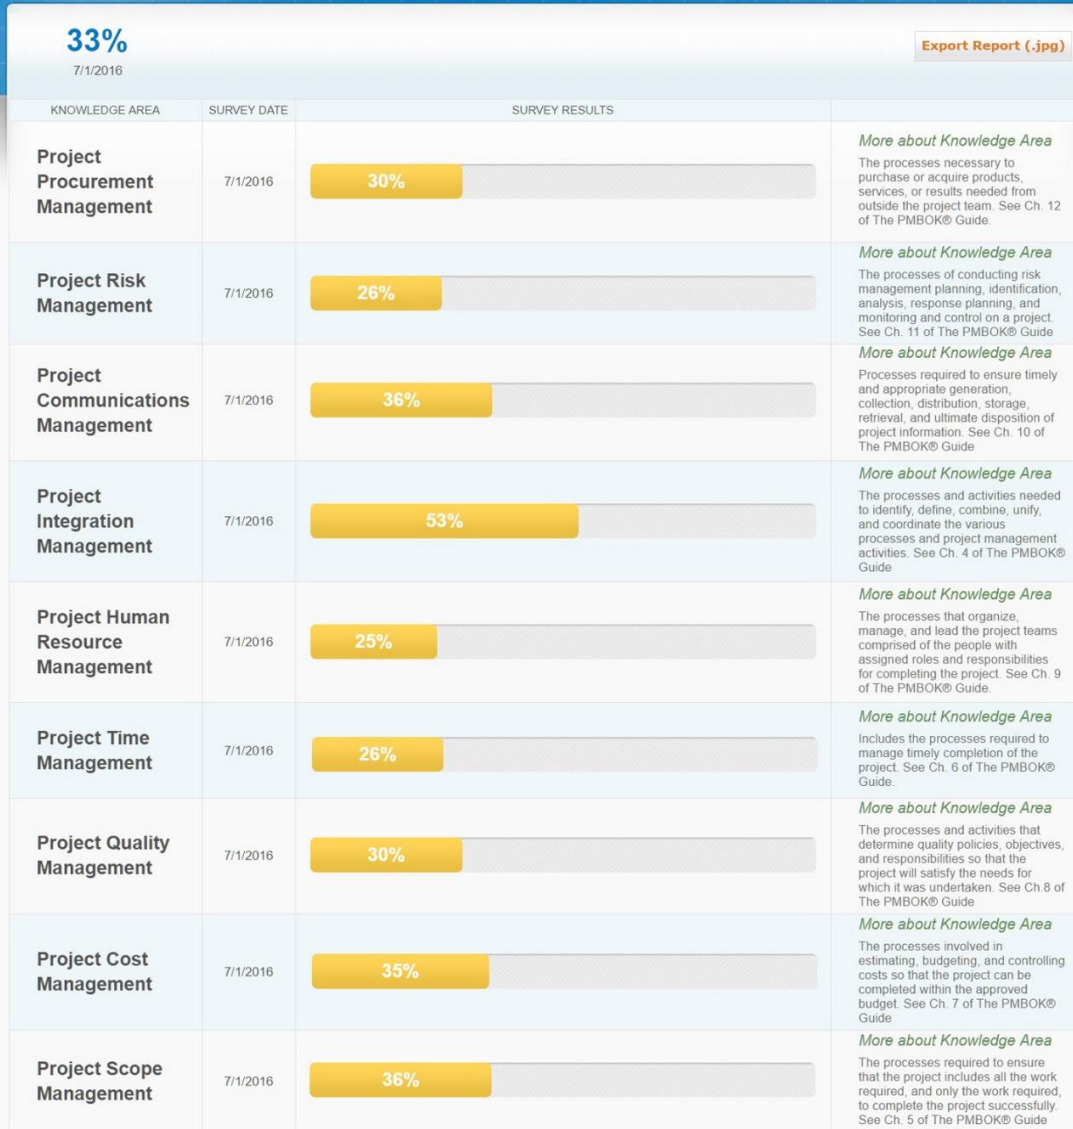 33%
7/1/2016
Export Report (.jpg)
KNOWLEDGE AREA
SURVEY DATE
SURVEY RESULTS
Project
Procurement
Management
7/1/2016
30%
More about Knowledge Area
The processes necessary to
purchase or acquire products,
services, or results needed from
outside the project team. See Ch. 12
of The PMBOK® Guide.
Project Risk
Management
7/1/2016
26%
More about Knowledge Area
The processes of conducting risk
management planning, identification,
analysis, response planning, and
monitoring and control on a project.
See Ch. 11 of The PMBOK® Guide
Project
Communications
Management
7/1/2016
36%
More about Knowledge Area
Processes required to ensure timely
and appropriate generation,
collection, distribution, storage,
retrieval, and ultimate disposition of
project information. See Ch. 10 of
The PMBOK® Guide
Project
Integration
Management
7/1/2016
53%
More about Knowledge Area
The processes and activities needed
to identify, define, combine, unify,
and coordinate the various
processes and project management
activities. See Ch. 4 of The PMBOK®
Guide
Project Human
Resource
Management
7/1/2016
25%
More about Knowledge Area
The processes that organize,
manage, and lead the project teams
comprised of the people with
assigned roles and responsibilities
for completing the project. See Ch. 9
of The PMBOK® Guide.
Project Time
Management
7/1/2016
26%
More about Knowledge Area
Includes the processes required to
manage timely completion of the
project. See Ch. 6 of The PMBOK®
Guide.
Project Quality
Management
7/1/2016
30%
More about Knowledge Area
The processes and activities that
determine quality policies, objectives,
and responsibilities so that the
project will satisfy the needs for
which it was undertaken. See Ch.8 of
The PMBOK® Guide
Project Cost
Management
7/1/2016
35%
More about Knowledge Area
The processes involved in
estimating, budgeting, and controlling
costs so that the project can be
completed within the approved
budget. See Ch. 7 of The PMBOK®
Guide
Project Scope
Management
7/1/2016
36%
More about Knowledge Area
The processes required to ensure
that the project includes all the work
required, and only the work required,
to complete the project successfully.
See Ch. 5 of The PMBOK® Guide